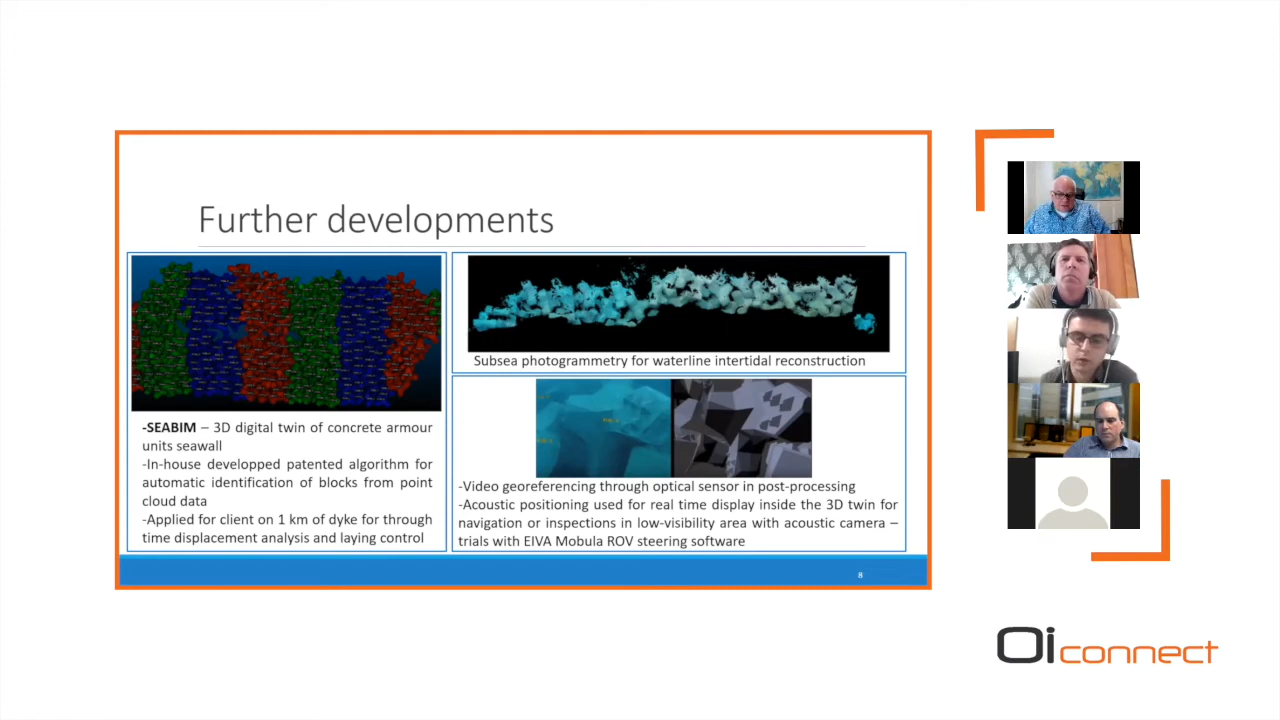 Further developments
-SEABIM – 3D digital twin of concrete armour
units seawall
-In-house developped patented algorithm for
automatic identification of blocks from point
cloud data
-Applied for client on 1 km of dyke for through
time displacement analysis and laying control
Subsea photogrammetry for waterline intertidal reconstruction
-Video georeferencing through optical sensor in post-processing
-Acoustic positioning used for real time display inside the 3D twin for
navigation or inspections in low-visibility area with acoustic camera –
trials with EIVA Mobula ROV steering software
8
Oi connect